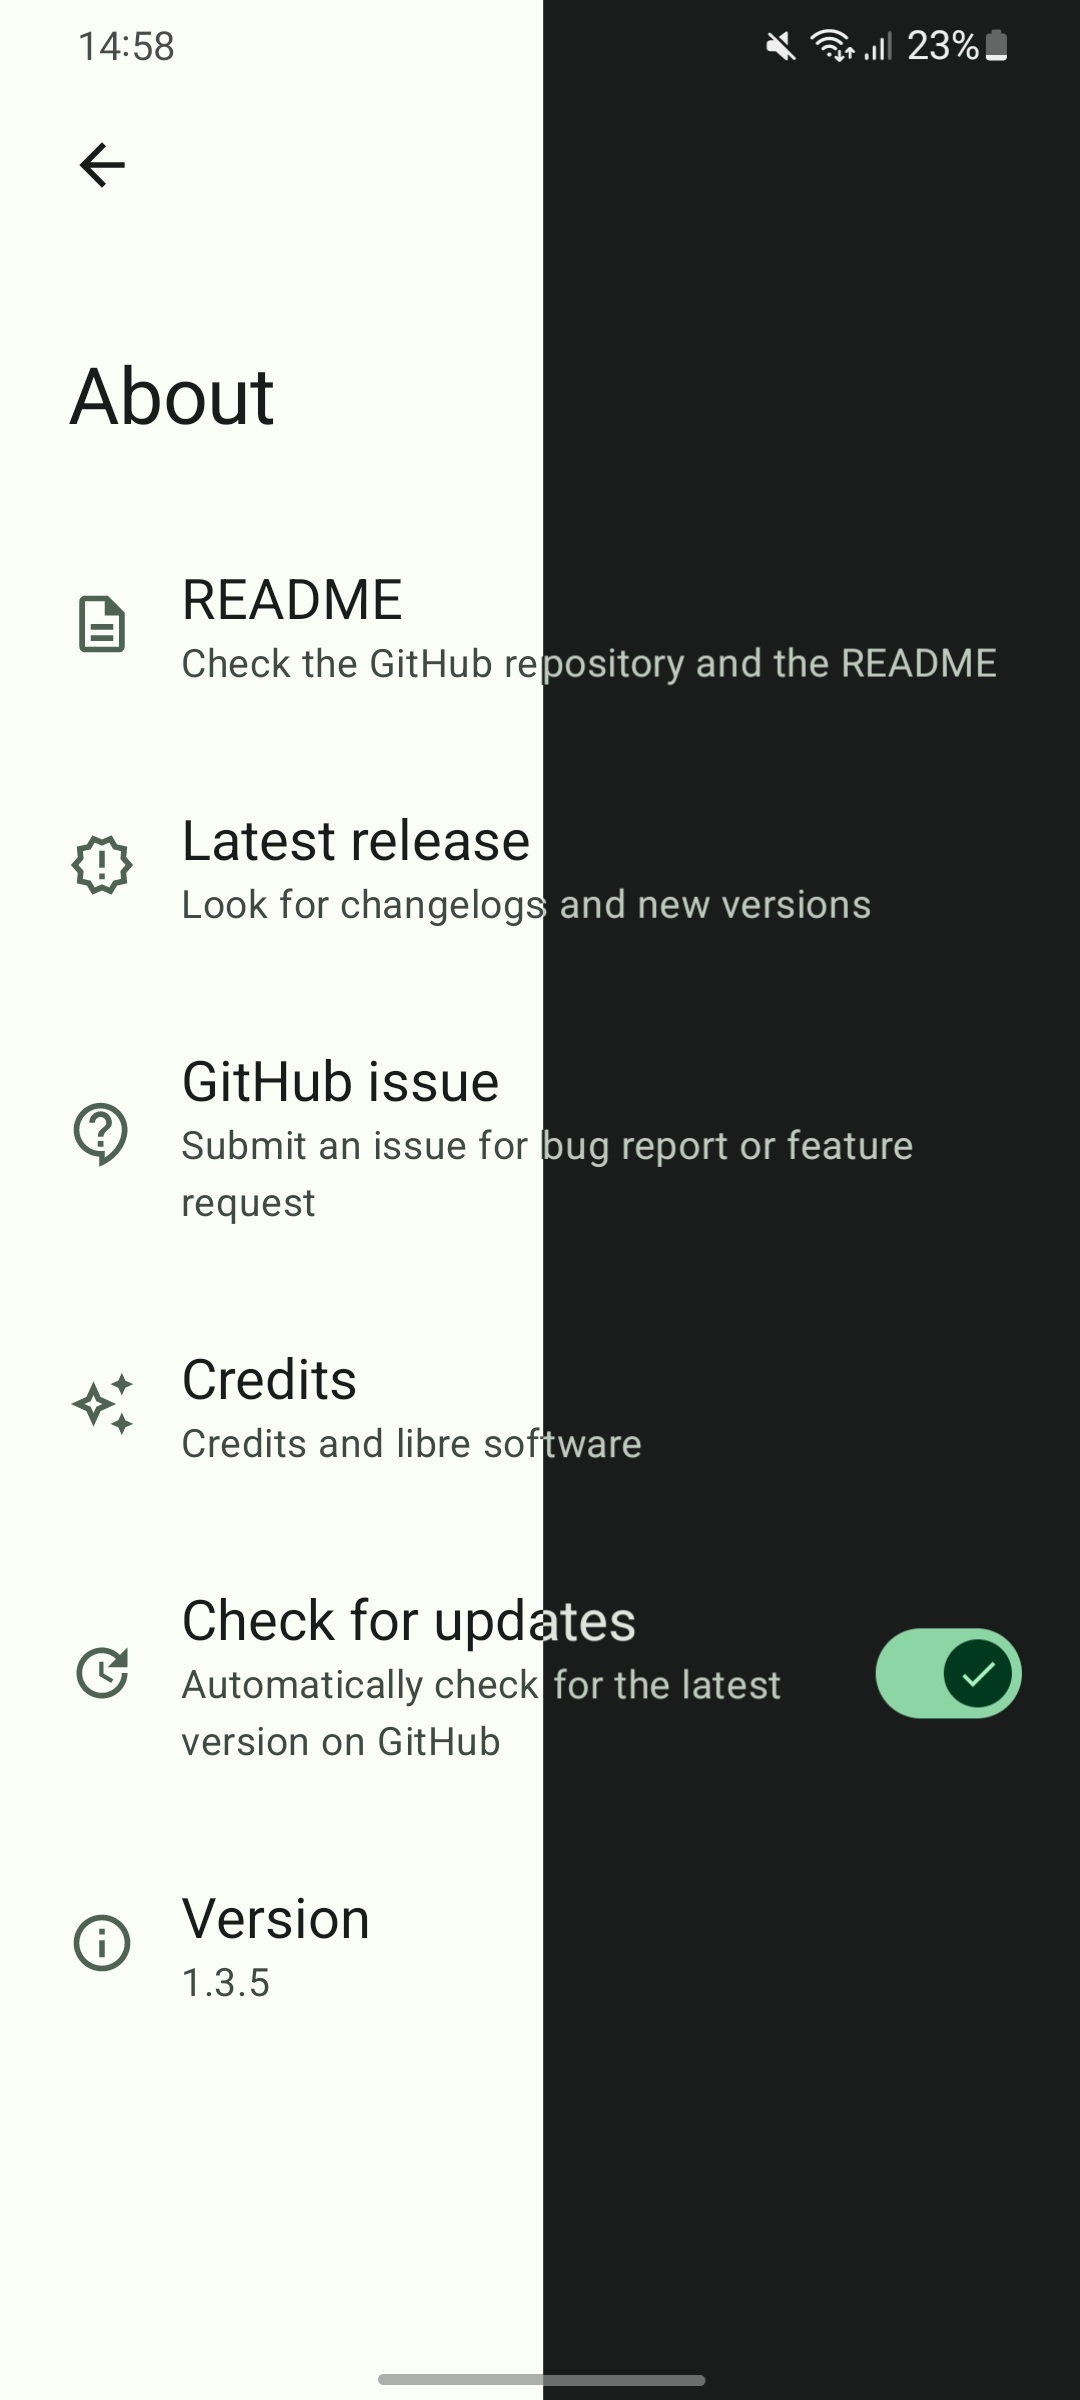 14:58
23%
About
README
Check the GitHub repository and the README
Latest release
Look for changelogs and new versions
GitHub issue
Submit an issue for bug report or feature
request
Credits
Credits and libre software
Check for updates
Automatically check for the latest
version on GitHub
Version
1.3.5